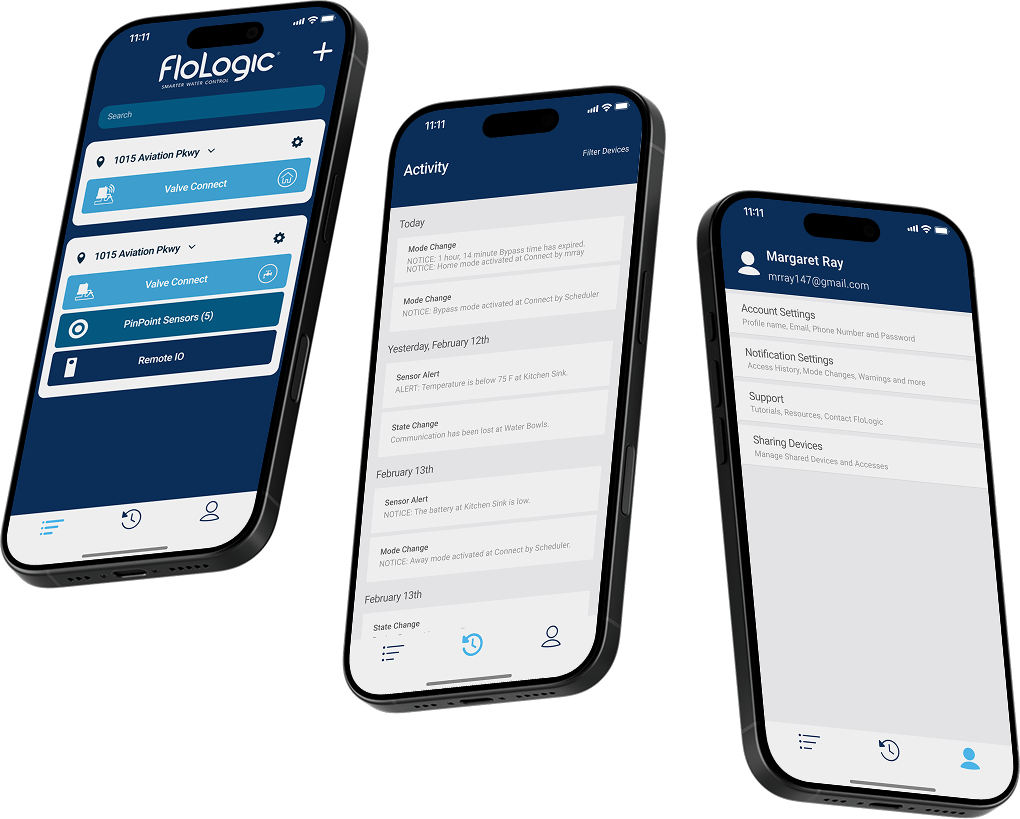 11:11
FloLogic
SMARTER WATER CONTROL
Search
1015 Aviation Pkwy
Valve Connect
1015 Aviation Pkwy
Valve Connect
PinPoint Sensors (5)
Remote IO
11:11
Activity
Filter Devices
Today
Mode Change
NOTICE: 1 hour, 14 minute Bypass time has expired.
NOTICE: Home mode activated at Connect by mrray
Mode Change
NOTICE: Bypass mode activated at Connect by Scheduler
Yesterday, February 12th
Sensor Alert
ALERT: Temperature is below 75 F at Kitchen Sink.
State Change
Communication has been lost at Water Bowls.
February 13th
Sensor Alert
NOTICE: The battery at Kitchen Sink is low.
Mode Change
NOTICE: Away mode activated at Connect by Scheduler.
February 13th
State Change
11:11
Margaret Ray
mrray147@gmail.com
Account Settings
Profile name, Email, Phone Number and Password
Notification Settings
Access History, Mode Changes, Warnings and more
Support
Tutorials, Resources, Contact FloLogic
Sharing Devices
Manage Shared Devices and Accesses